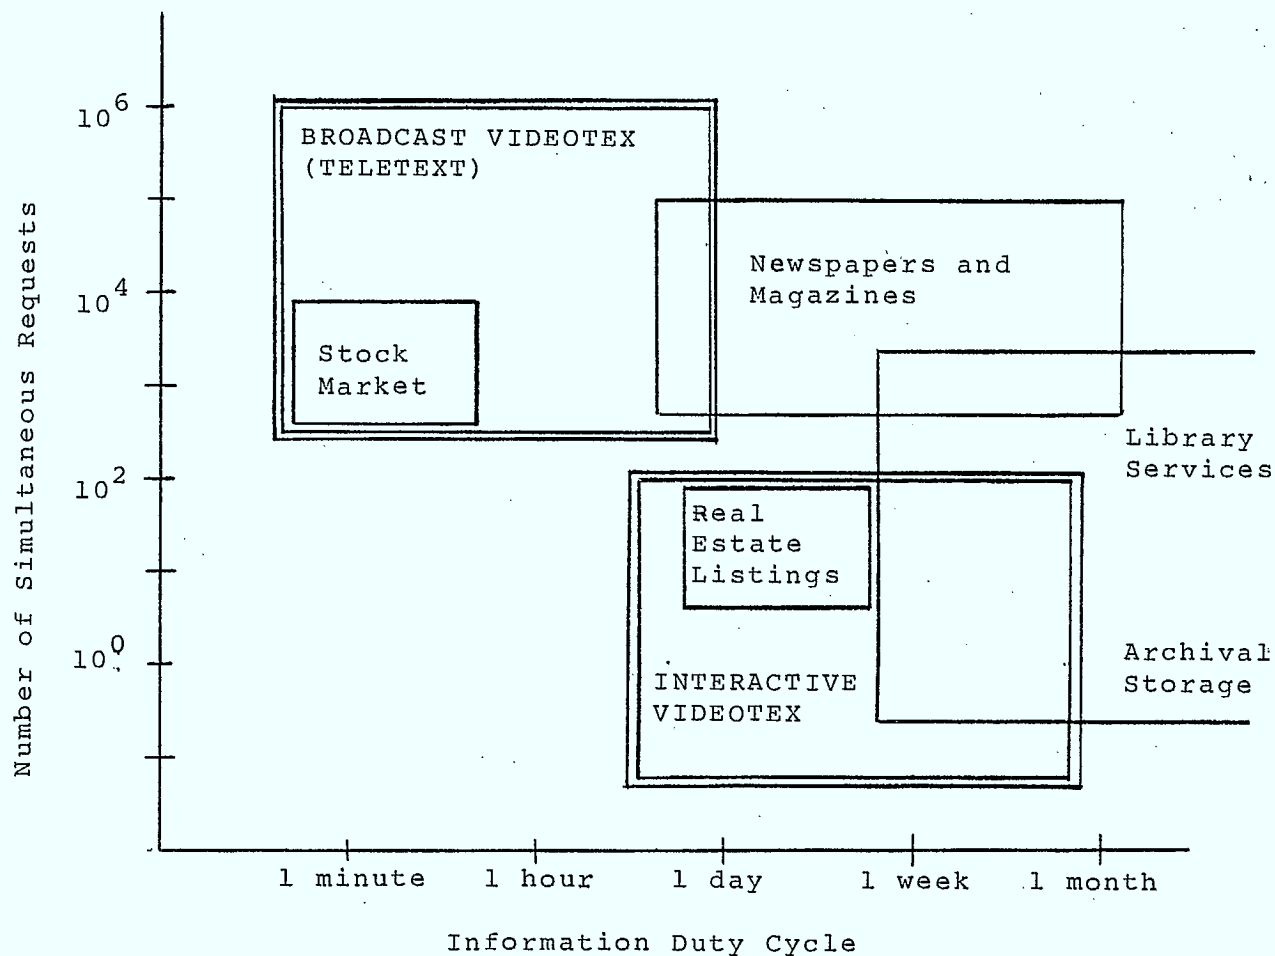 10^6
BROADCAST VIDEOTEX
(TELETEXT)
Newspapers and
Magazines
10^4
Stock
Market
Library
Services
10^2
Real
Estate
Listings
Archival
Storage
10^0
INTERACTIVE
VIDEOTEX
Number of Simultaneous Requests
1 minute 1 hour 1 day 1 week 1 month
Information Duty Cycle